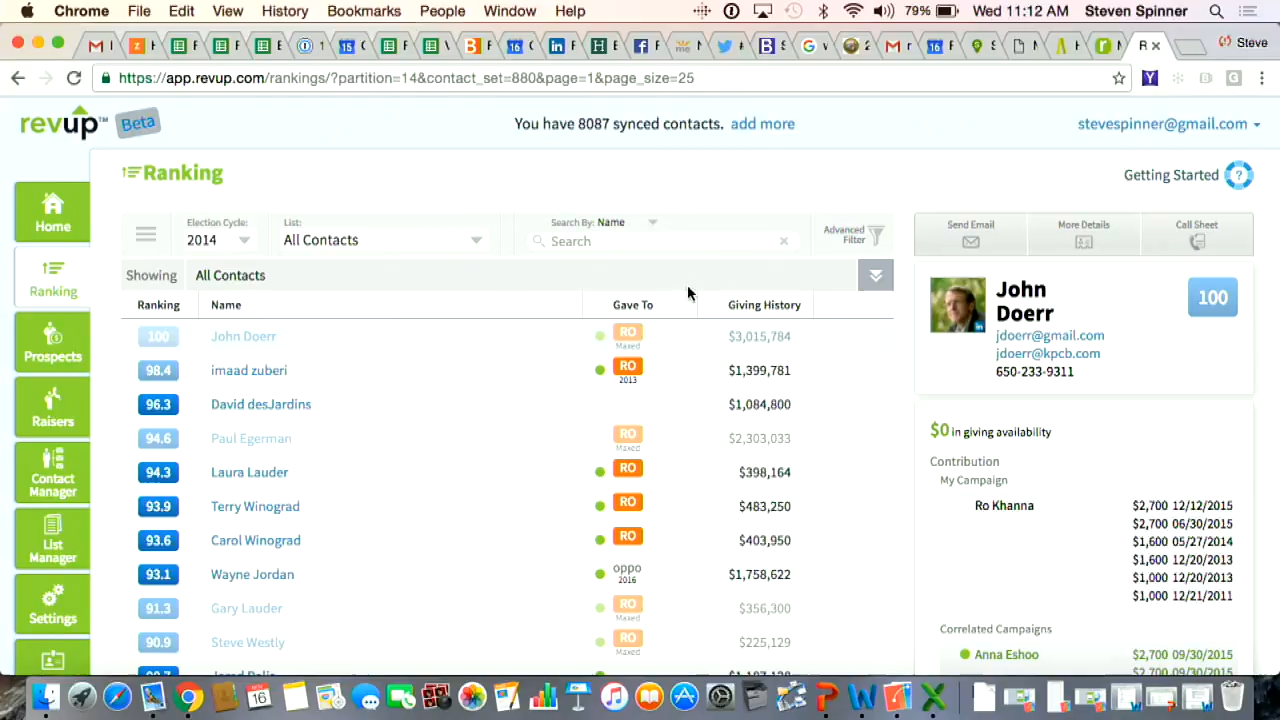 Chrome File Edit View History Bookmarks People Window Help 79% Wed 11:12 AM Steven Spinner
Steve
https://app.revup.com/rankings/?partition=14&contact_set=880&page=1&page_size=25
revup™ Beta
You have 8087 synced contacts. add more
stevespinner@gmail.com
Ranking
Getting Started ?
Home
Ranking
Prospects
Raisers
Contact Manager
List Manager
Settings
Election Cycle:
2014
List:
All Contacts
Search By: Name
Search
Advanced Filter
Send Email
More Details
Call Sheet
Showing All Contacts
Ranking Name Gave To Giving History
100 John Doerr RO Maxed $3,015,784
98.4 imaad zuberi RO 2013 $1,399,781
96.3 David desJardins $1,084,800
94.6 Paul Egerman RO Maxed $2,303,033
94.3 Laura Lauder RO $398,164
93.9 Terry Winograd RO $483,250
93.6 Carol Winograd RO $403,950
93.1 Wayne Jordan oppo 2016 $1,758,622
91.3 Gary Lauder RO Maxed $356,300
90.9 Steve Westly RO Maxed $225,129
John Doerr
100
jdoerr@gmail.com
jdoerr@kpcb.com
650-233-9311
$0 in giving availability
Contribution
My Campaign
Ro Khanna $2,700 12/12/2015
$2,700 06/30/2015
$1,600 05/27/2014
$1,600 12/20/2013
$1,000 12/20/2013
$1,000 12/21/2011
Correlated Campaigns
Anna Eshoo $2,700 09/30/2015